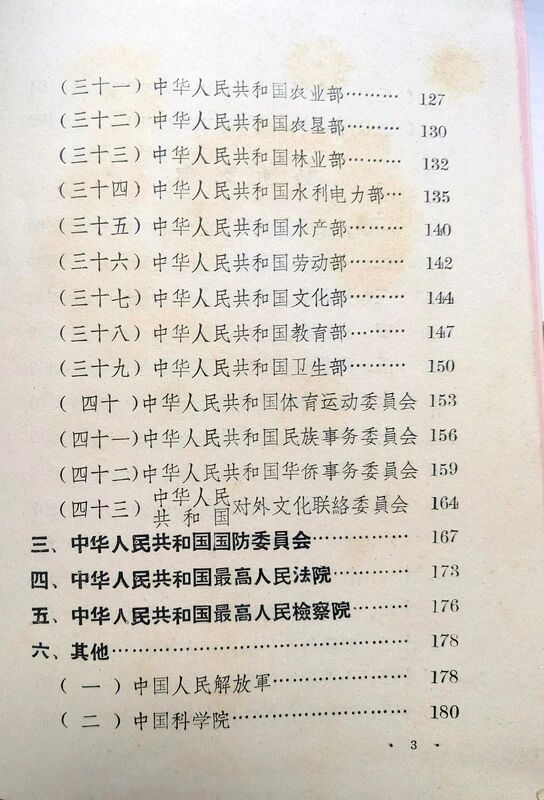 (三十一) 中华人民共和国农业部……… 127
(三十二) 中华人民共和国农垦部……… 130
(三十三) 中华人民共和国林业部……… 132
(三十四) 中华人民共和国水利电力部… 135
(三十五) 中华人民共和国水产部……… 140
(三十六) 中华人民共和国劳动部……… 142
(三十七) 中华人民共和国文化部……… 144
(三十八) 中华人民共和国教育部……… 147
(三十九) 中华人民共和国卫生部……… 150
(四十) 中华人民共和国体育运动委員会 153
(四十一) 中华人民共和国民族事务委員会 156
(四十二) 中华人民共和国华侨事务委員会 159
(四十三) 中华人民共和国对外文化联絡委員会 164
三、中华人民共和国国防委員会……………… 167
四、中华人民共和国最高人民法院…………… 173
五、中华人民共和国最高人民檢察院………… 176
六、其他…………………………………………… 178
(一) 中国人民解放軍…………………… 178
(二) 中国科学院………………………… 180
· 3 ·